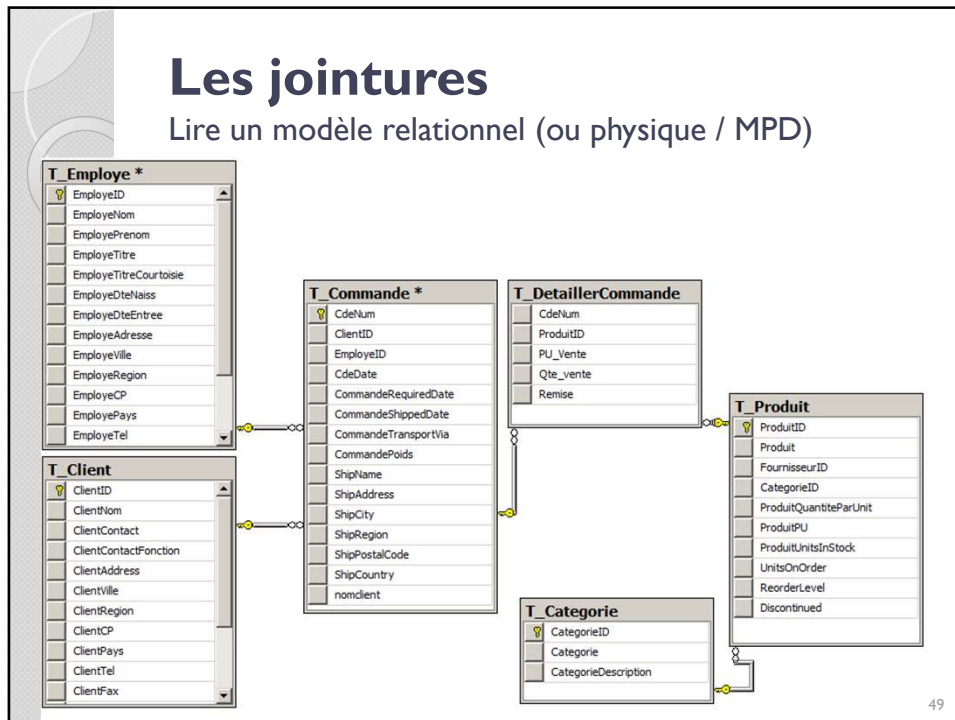 Les jointures
Lire un modèle relationnel (ou physique / MPD)
T_Employe *
EmployeID
EmployeNom
EmployePrenom
EmployeTitre
EmployeTitreCourtoisie
EmployeDteNaiss
EmployeDteEntree
EmployeAdresse
EmployeVille
EmployeRegion
EmployeCP
EmployePays
EmployeTel
T_Client
ClientID
ClientNom
ClientContact
ClientContactFonction
ClientAddress
ClientVille
ClientRegion
ClientCP
ClientPays
ClientTel
ClientFax
T_Commande *
CdeNum
ClientID
EmployeID
CdeDate
CommandeRequiredDate
CommandeShippedDate
CommandeTransportVia
CommandePoids
ShipName
ShipAddress
ShipCity
ShipRegion
ShipPostalCode
ShipCountry
nomclient
T_DetaillerCommande
CdeNum
ProduitID
PU_Vente
Qte_vente
Remise
T_Produit
ProduitID
Produit
FournisseurID
CategorieID
ProduitQuantiteParUnit
ProduitPU
ProduitUnitsInStock
UnitsOnOrder
ReorderLevel
Discontinued
T_Categorie
CategorieID
Categorie
CategorieDescription
49